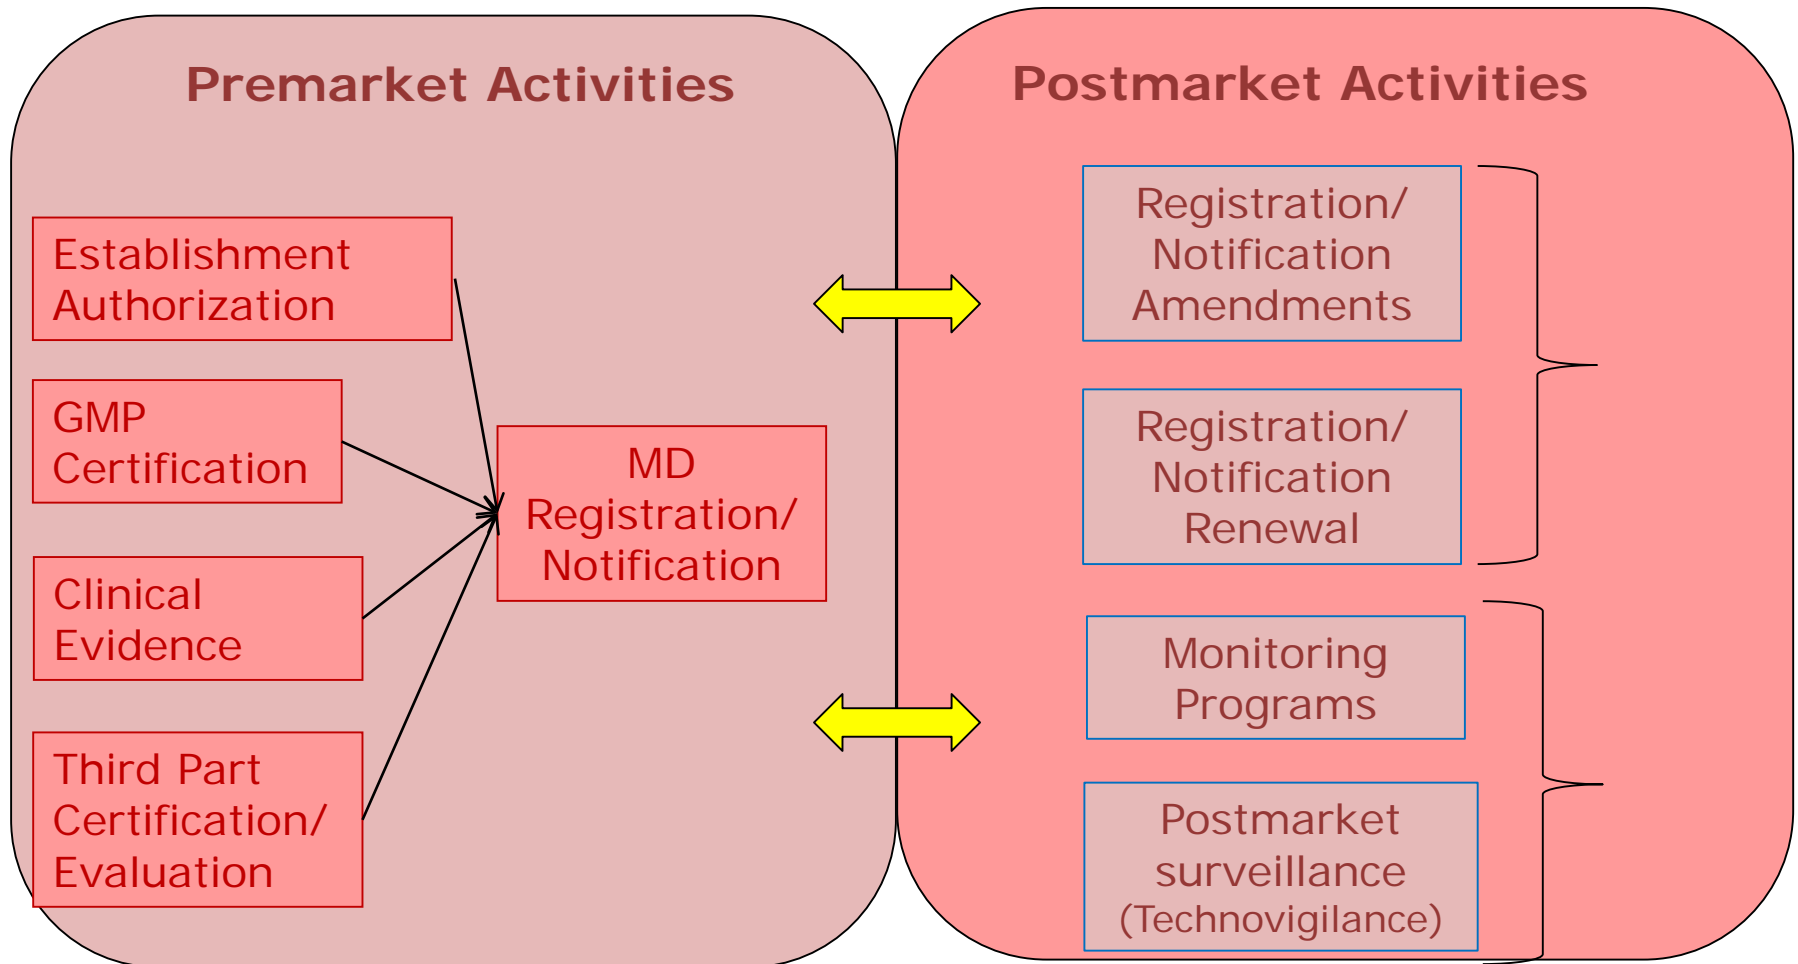 Premarket Activities
Establishment
Authorization
GMP
Certification
Clinical
Evidence
Third Part
Certification/
Evaluation
MD
Registration/
Notification
Postmarket Activities
Registration/
Notification
Amendments
Registration/
Notification
Renewal
Monitoring
Programs
Postmarket
surveillance
(Technovigilance)